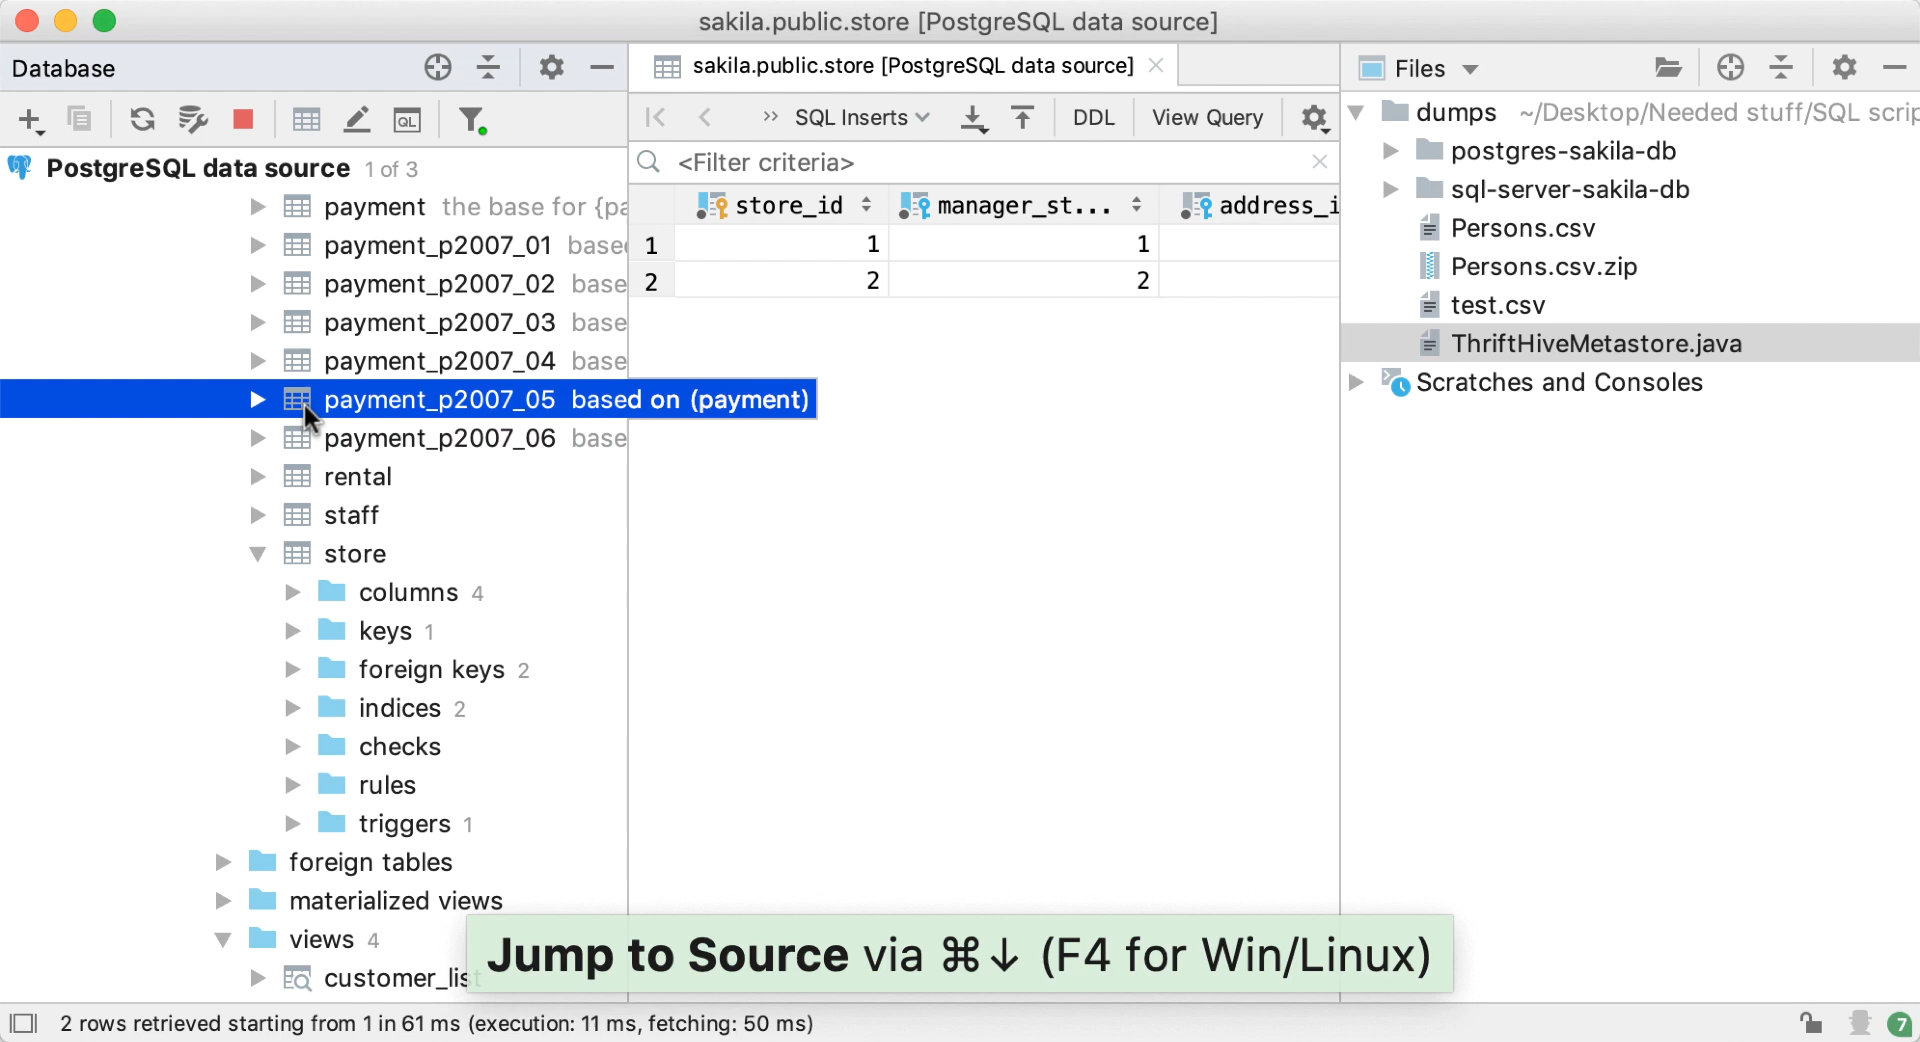 sakila.public.store [PostgreSQL data source]
Database
sakila.public.store [PostgreSQL data source]
Files
SQL Inserts
DDL
View Query
QL
PostgreSQL data source 1 of 3
<Filter criteria>
store_id
manager_st...
address_i
1 1 1
2 2 2
payment the base for {pa
payment_p2007_01 base
payment_p2007_02 base
payment_p2007_03 base
payment_p2007_04 base
payment_p2007_05 based on (payment)
payment_p2007_06 base
rental
staff
store
columns 4
keys 1
foreign keys 2
indices 2
checks
rules
triggers 1
foreign tables
materialized views
views 4
customer_list
dumps ~/Desktop/Needed stuff/SQL scrip
postgres-sakila-db
sql-server-sakila-db
Persons.csv
Persons.csv.zip
test.csv
ThriftHiveMetastore.java
Scratches and Consoles
Jump to Source via ⌘↓ (F4 for Win/Linux)
2 rows retrieved starting from 1 in 61 ms (execution: 11 ms, fetching: 50 ms)
7